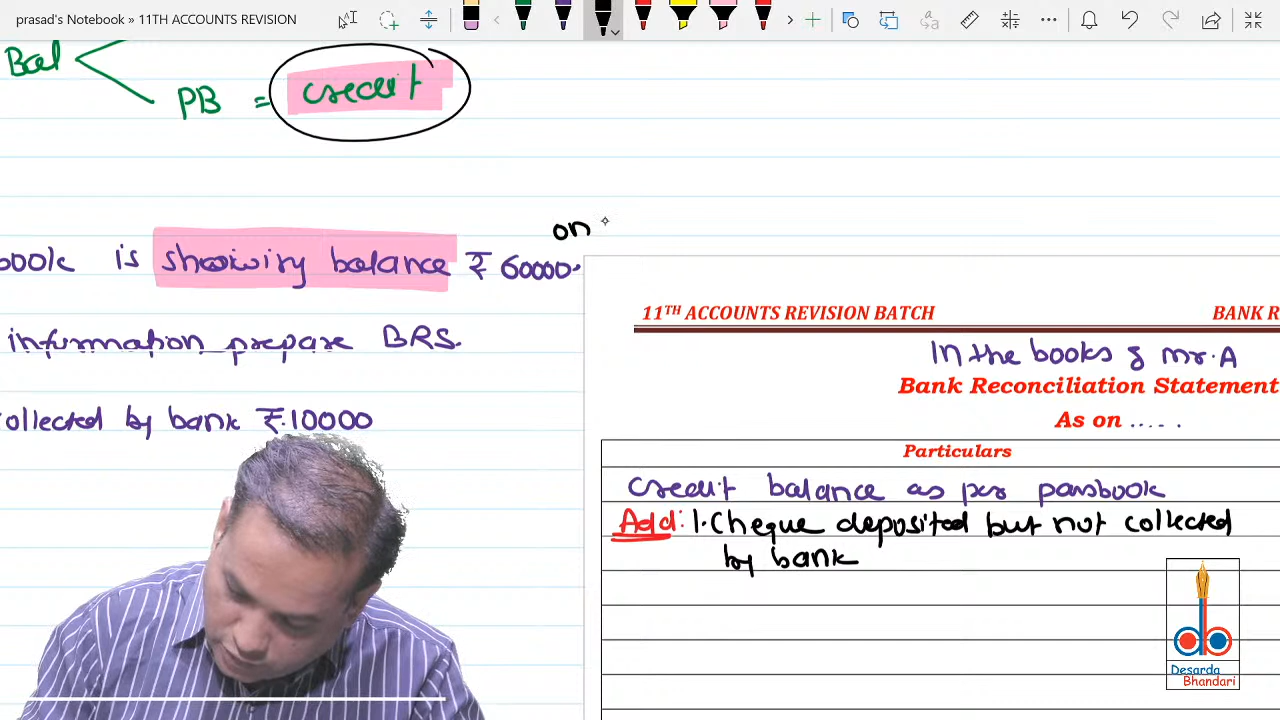 prasad's Notebook » 11TH ACCOUNTS REVISION
Bal
PB = credit
on
book is showing balance ₹ 60000.
information prepare BRS.
collected by bank ₹.10000
11TH ACCOUNTS REVISION BATCH BANK R
In the books of mr. A
Bank Reconciliation Statement
As on .....
Particulars
credit balance as per passbook
Add: 1. Cheque deposited but not collected
by bank
Desarda
Bhandari